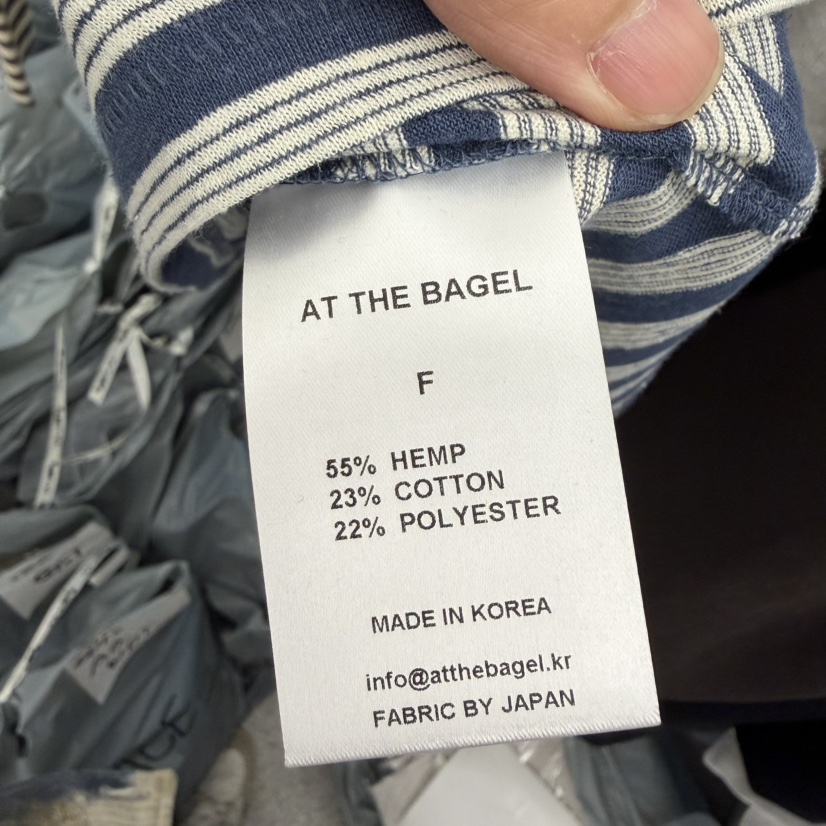 AT THE BAGEL
F
55% HEMP
23% COTTON
22% POLYESTER
MADE IN KOREA
info@atthebagel.kr
FABRIC BY JAPAN